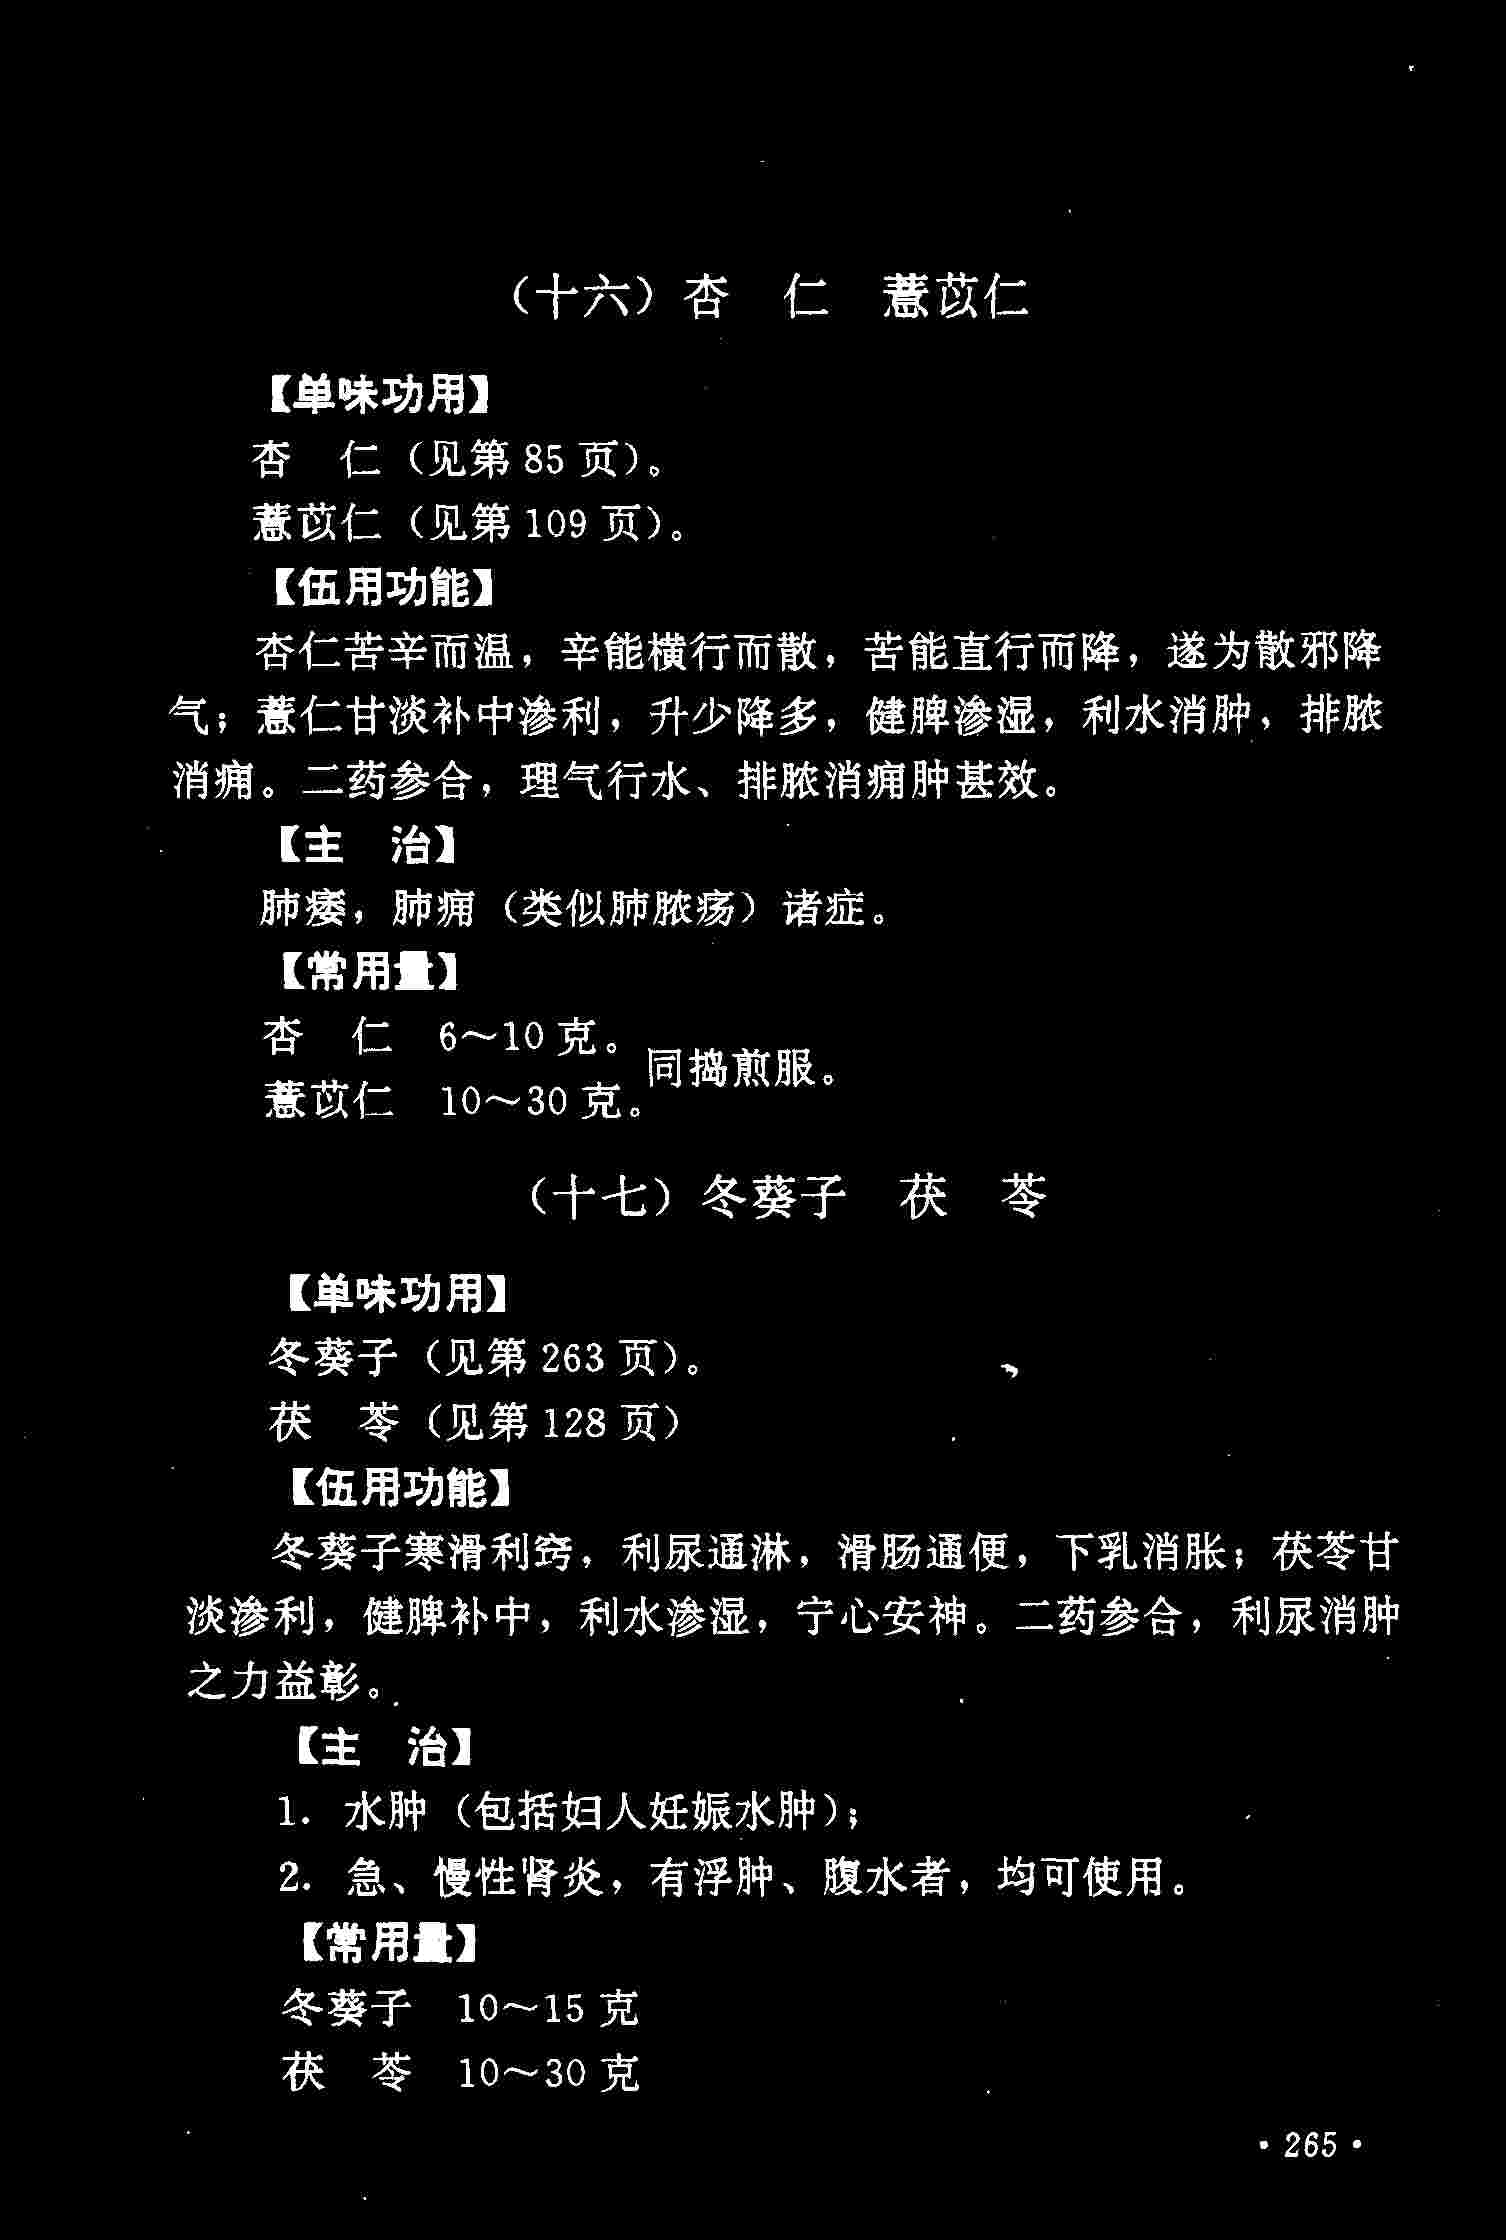 （十六）杏　仁　薏苡仁
【单味功用】
杏　仁（见第 85 页）。
薏苡仁（见第 109 页）。
【伍用功能】
杏仁苦辛而温，辛能横行而散，苦能直行而降，遂为散邪降
气；薏仁甘淡补中渗利，升少降多，健脾渗湿，利水消肿，排脓
消痈。二药参合，理气行水、排脓消痈肿甚效。
【主　治】
肺痿，肺痈（类似肺脓疡）诸症。
【常用量】
杏　仁　6～10 克。
同捣煎服。
薏苡仁　10～30 克。
（十七）冬葵子　茯　苓
【单味功用】
冬葵子（见第 263 页）。
茯　苓（见第 128 页）
【伍用功能】
冬葵子寒滑利窍，利尿通淋，滑肠通便，下乳消胀；茯苓甘
淡渗利，健脾补中，利水渗湿，宁心安神。二药参合，利尿消肿
之力益彰。
【主　治】
1. 水肿（包括妇人妊娠水肿）；
2. 急、慢性肾炎，有浮肿、腹水者，均可使用。
【常用量】
冬葵子　10～15 克
茯　苓　10～30 克
· 265 ·